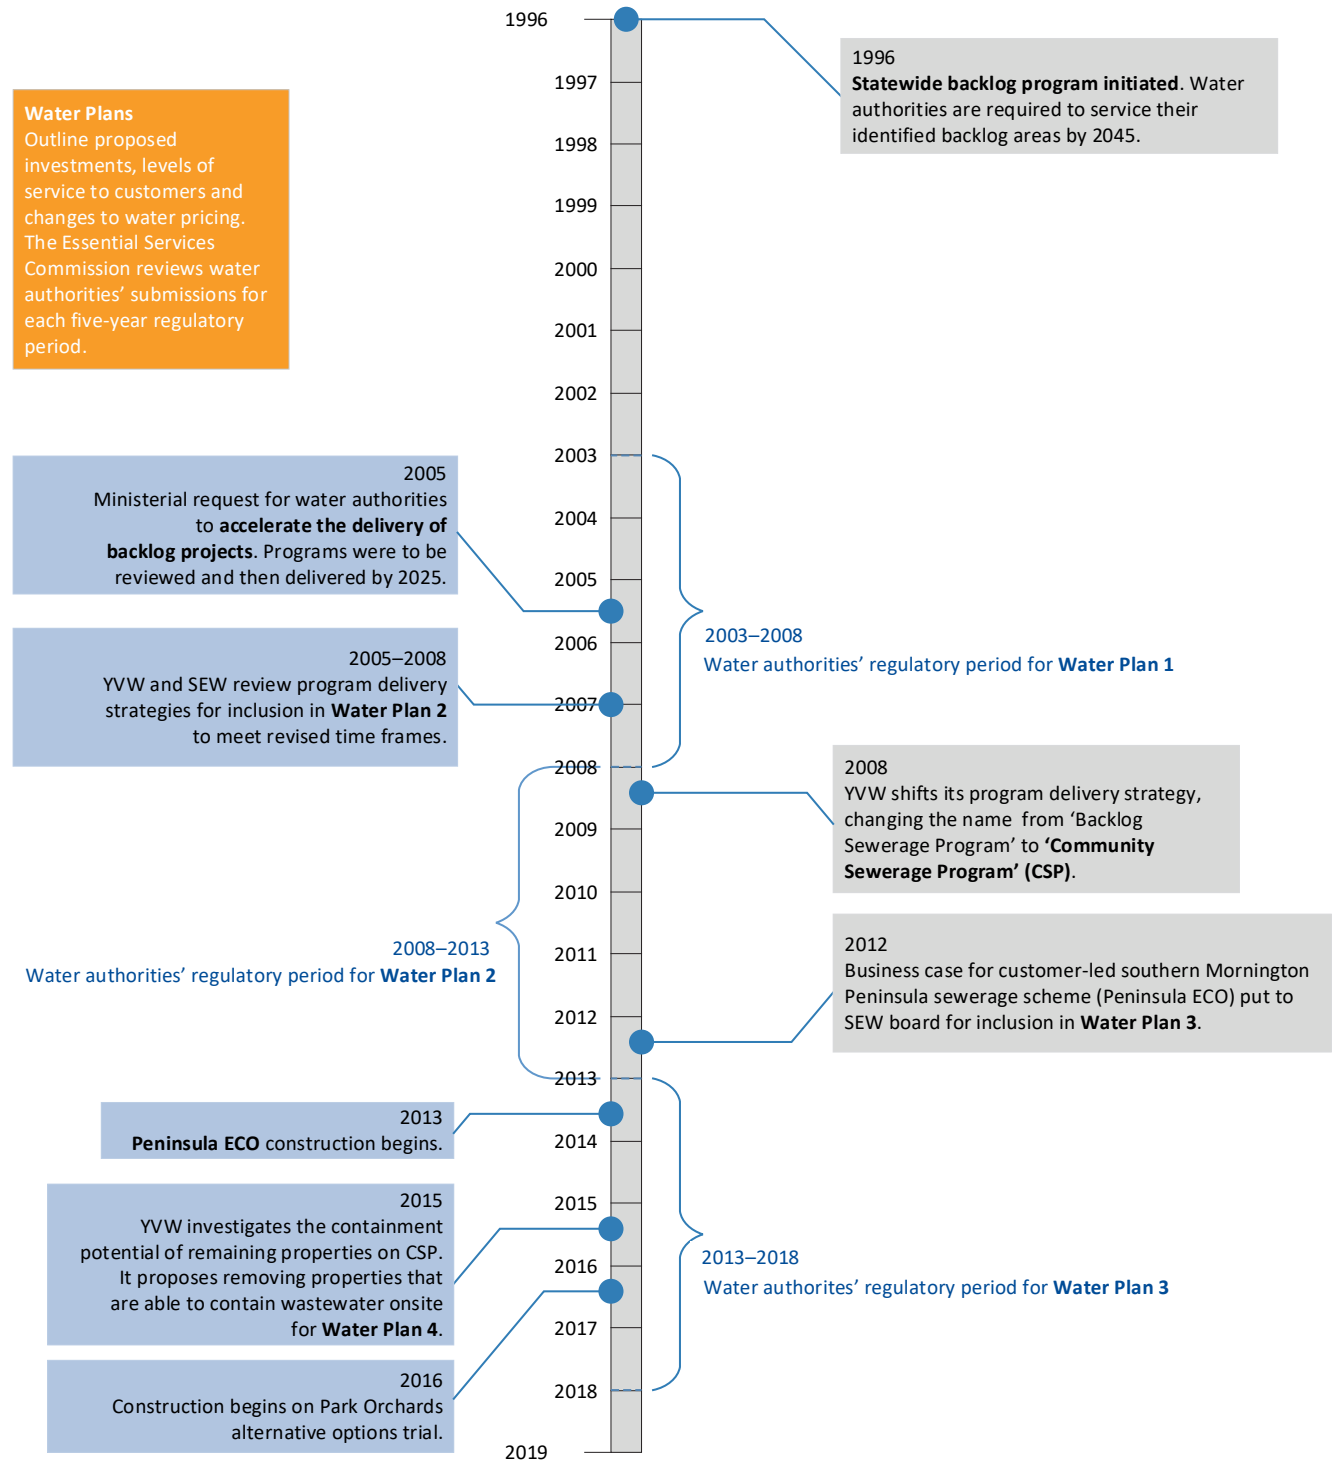 1996
1996
Statewide backlog program initiated. Water
authorities are required to service their
identified backlog areas by 2045.
1997
Water Plans
Outline proposed
investments, levels of
service to customers and
changes to water pricing.
The Essential Services
Commission reviews water
authorities' submissions for
each five-year regulatory
period.
1998
1999
2000
2001
2002
2003
2005
Ministerial request for water authorities
to accelerate the delivery of
backlog projects. Programs were to be
reviewed and then delivered by 2025.
2004
2005
2006
2003–2008
Water authorities' regulatory period for Water Plan 1
2005–2008
YVW and SEW review program delivery
strategies for inclusion in Water Plan 2
to meet revised time frames.
2007
2008
2008
YVW shifts its program delivery strategy,
changing the name from 'Backlog
Sewerage Program' to 'Community
Sewerage Program' (CSP).
2009
2010
2011
2008–2013
Water authorities' regulatory period for Water Plan 2
2012
Business case for customer-led southern Mornington
Peninsula sewerage scheme (Peninsula ECO) put to
SEW board for inclusion in Water Plan 3.
2012
2013
2013
Peninsula ECO construction begins.
2014
2015
2015
YVW investigates the containment
potential of remaining properties on CSP.
It proposes removing properties that
are able to contain wastewater onsite
for Water Plan 4.
2016
2013–2018
Water authorites' regulatory period for Water Plan 3
2017
2016
Construction begins on Park Orchards
alternative options trial.
2018
2019